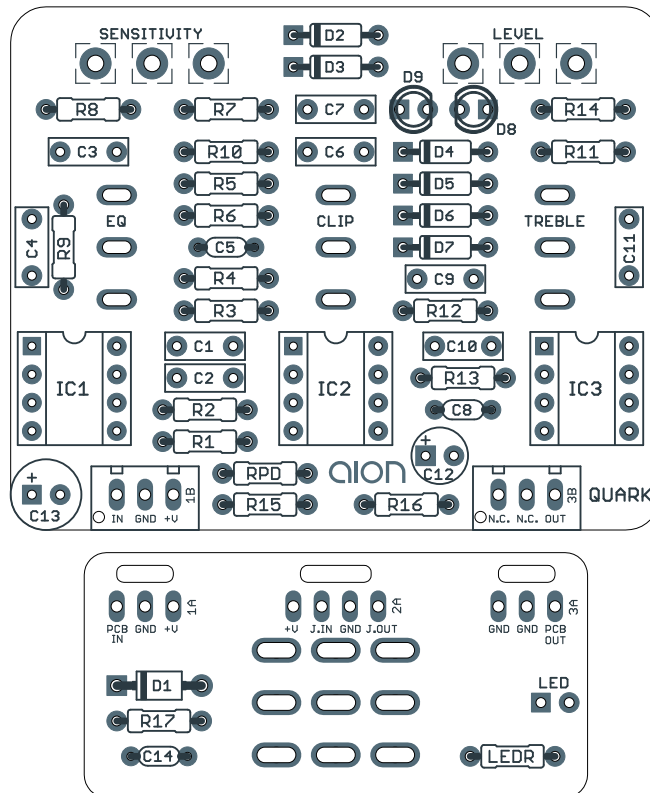 SENSITIVITY
D2
LEVEL
D3
D9
R8
R7
C7
R14
D8
C3
R10
C6
D4
R11
R5
D5
R6
D6
EQ
CLIP
TREBLE
C4
R9
C5
D7
C11
R4
C9
R3
R12
C1
C10
IC1
C2
IC2
R13
IC3
R2
C8
R1
+
aion
C12
RPD
+
C13
1B
IN GND +V
R15
R16
3B
N.C. N.C. OUT
QUARK
1A
PCB IN GND +V
2A
+V J.IN GND J.OUT
3A
GND GND PCB OUT
D1
LED
R17
C14
LEDR